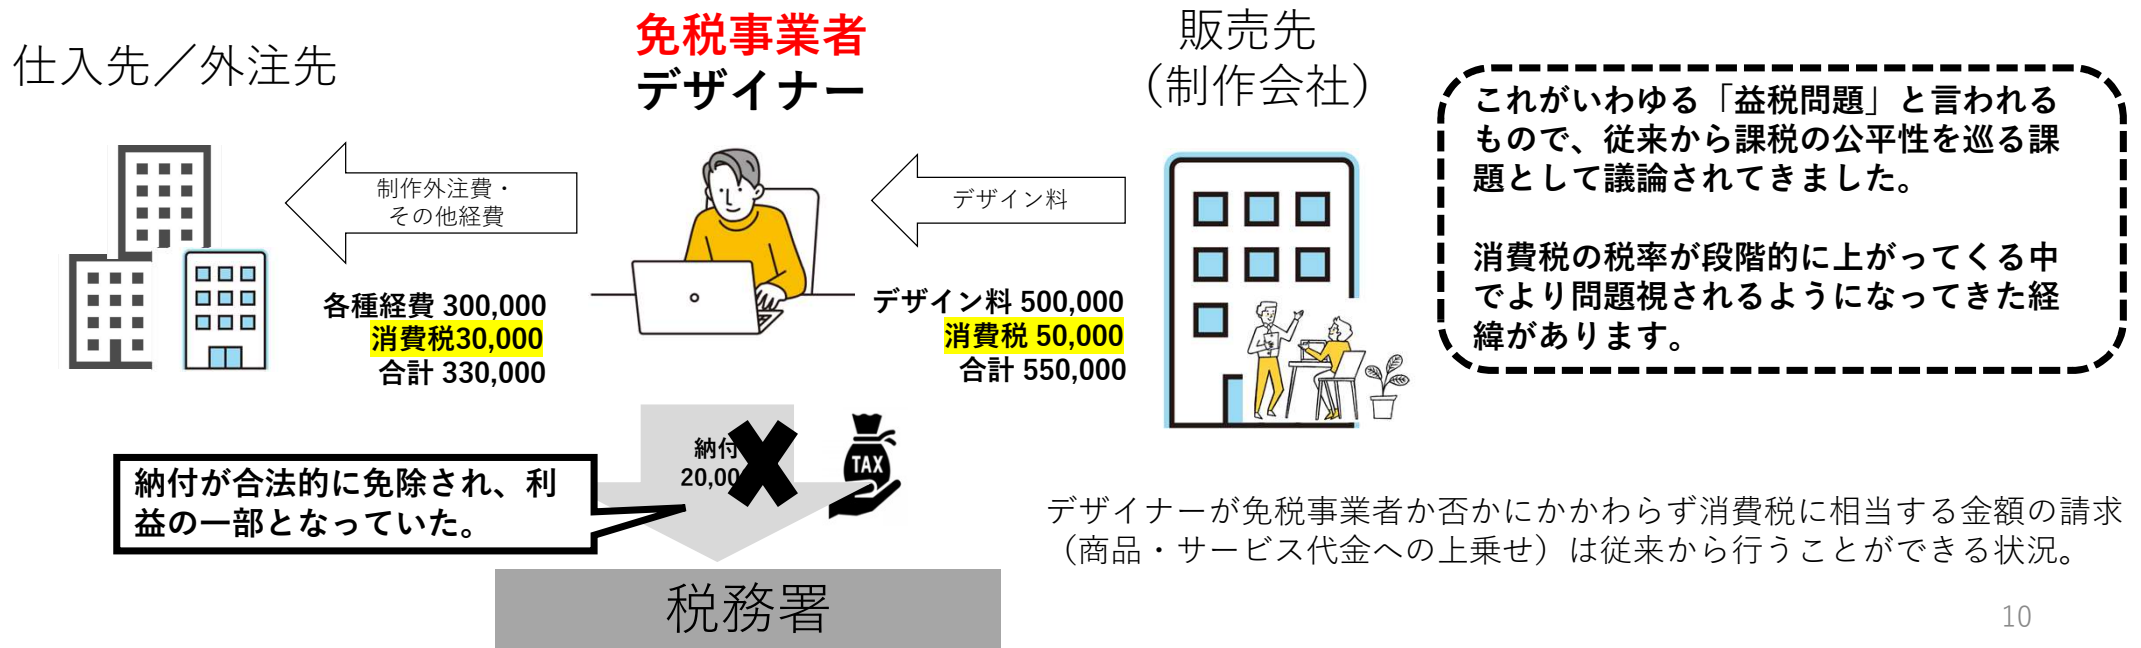 仕入先／外注先
免税事業者
デザイナー
販売先
（制作会社）
制作外注費・
その他経費
デザイン料
各種経費 300,000
消費税30,000
合計 330,000
デザイン料 500,000
消費税 50,000
合計 550,000
これがいわゆる「益税問題」と言われる
もので、従来から課税の公平性を巡る課
題として議論されてきました。
消費税の税率が段階的に上がってくる中
でより問題視されるようになってきた経
緯があります。
納付
20,00
TAX
納付が合法的に免除され、利
益の一部となっていた。
税務署
デザイナーが免税事業者か否かにかかわらず消費税に相当する金額の請求
（商品・サービス代金への上乗せ）は従来から行うことができる状況。
10